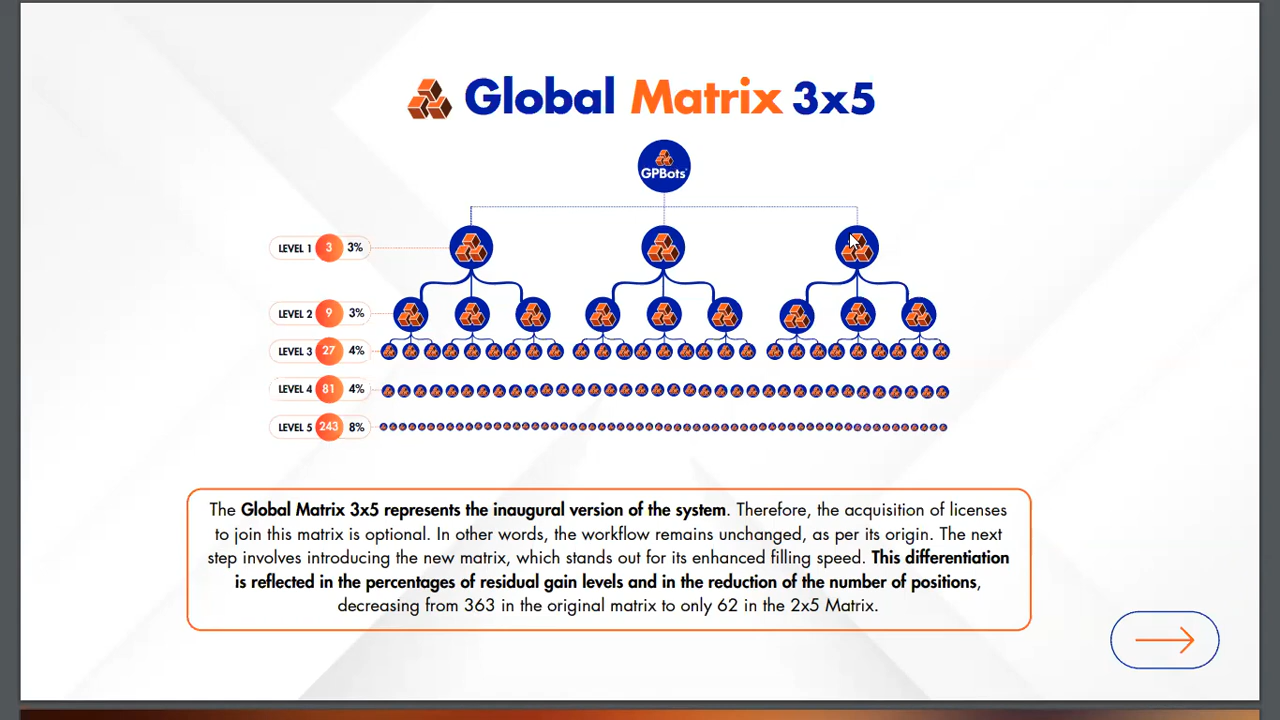 Global Matrix 3x5
GPBots
LEVEL 1 3 3%
LEVEL 2 9 3%
LEVEL 3 27 4%
LEVEL 4 81 4%
LEVEL 5 243 8%
The Global Matrix 3x5 represents the inaugural version of the system. Therefore, the acquisition of licenses
to join this matrix is optional. In other words, the workflow remains unchanged, as per its origin. The next
step involves introducing the new matrix, which stands out for its enhanced filling speed. This differentiation
is reflected in the percentages of residual gain levels and in the reduction of the number of positions,
decreasing from 363 in the original matrix to only 62 in the 2x5 Matrix.